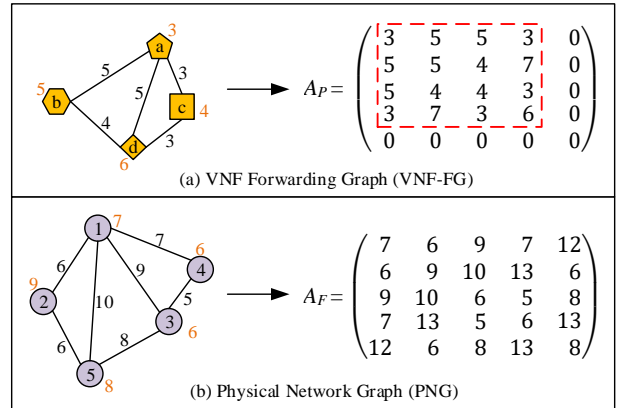 3
a
5
3
5
5
b
c
4
4
3
d
6
A_P = ( 3 5 5 3 0
5 5 4 7 0
5 4 4 3 0
3 7 3 6 0
0 0 0 0 0 )
(a) VNF Forwarding Graph (VNF-FG)
7
1
7
6
6
9
4
9
10
5
2
3
6
6
8
5
8
A_F = ( 7 6 9 7 12
6 9 10 13 6
9 10 6 5 8
7 13 5 6 13
12 6 8 13 8 )
(b) Physical Network Graph (PNG)